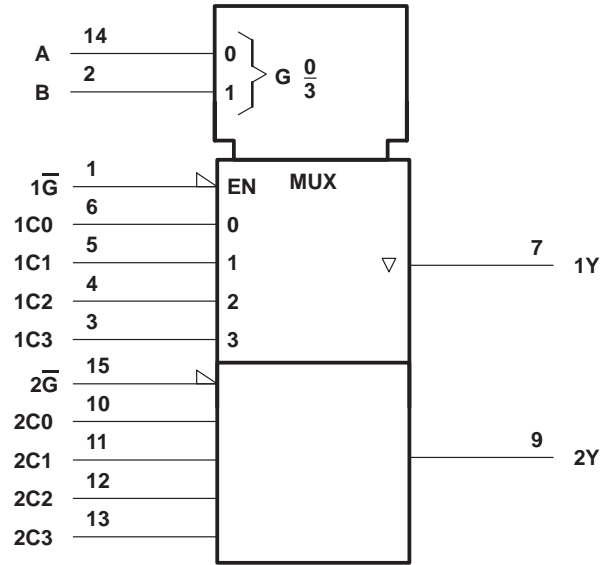 A 14 0
B 2 1
G 0/3
1G̅ 1 EN MUX
1C0 6 0
1C1 5 1
7 1Y
1C2 4 2
1C3 3 3
2G̅ 15
2C0 10
2C1 11
9 2Y
2C2 12
2C3 13